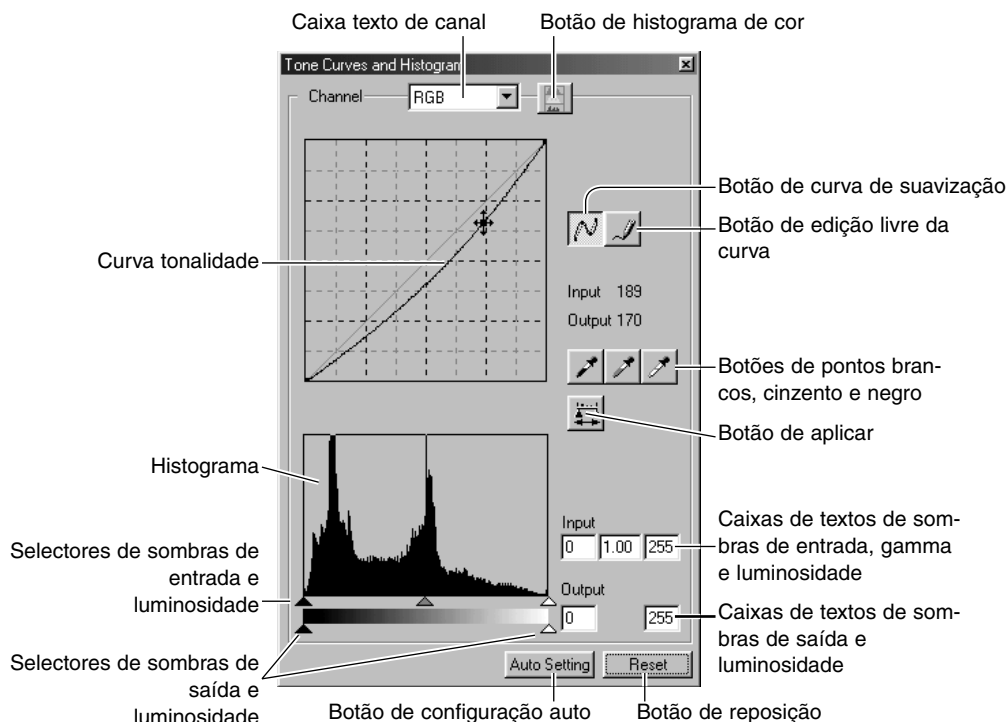 Caixa texto de canal
Botão de histograma de cor
Tone Curves and Histogram
Channel
RGB
Botão de curva de suavização
Botão de edição livre da
curva
Curva tonalidade
Input 189
Output 170
Botões de pontos bran-
cos, cinzento e negro
Botão de aplicar
Histograma
Input
0 1.00 255
Caixas de textos de som-
bras de entrada, gamma
e luminosidade
Selectores de sombras de
entrada e
luminosidade
Output
0 255
Caixas de textos de som-
bras de saída e
luminosidade
Selectores de sombras de
saída e
luminosidade
Auto Setting
Reset
Botão de configuração auto
Botão de reposição